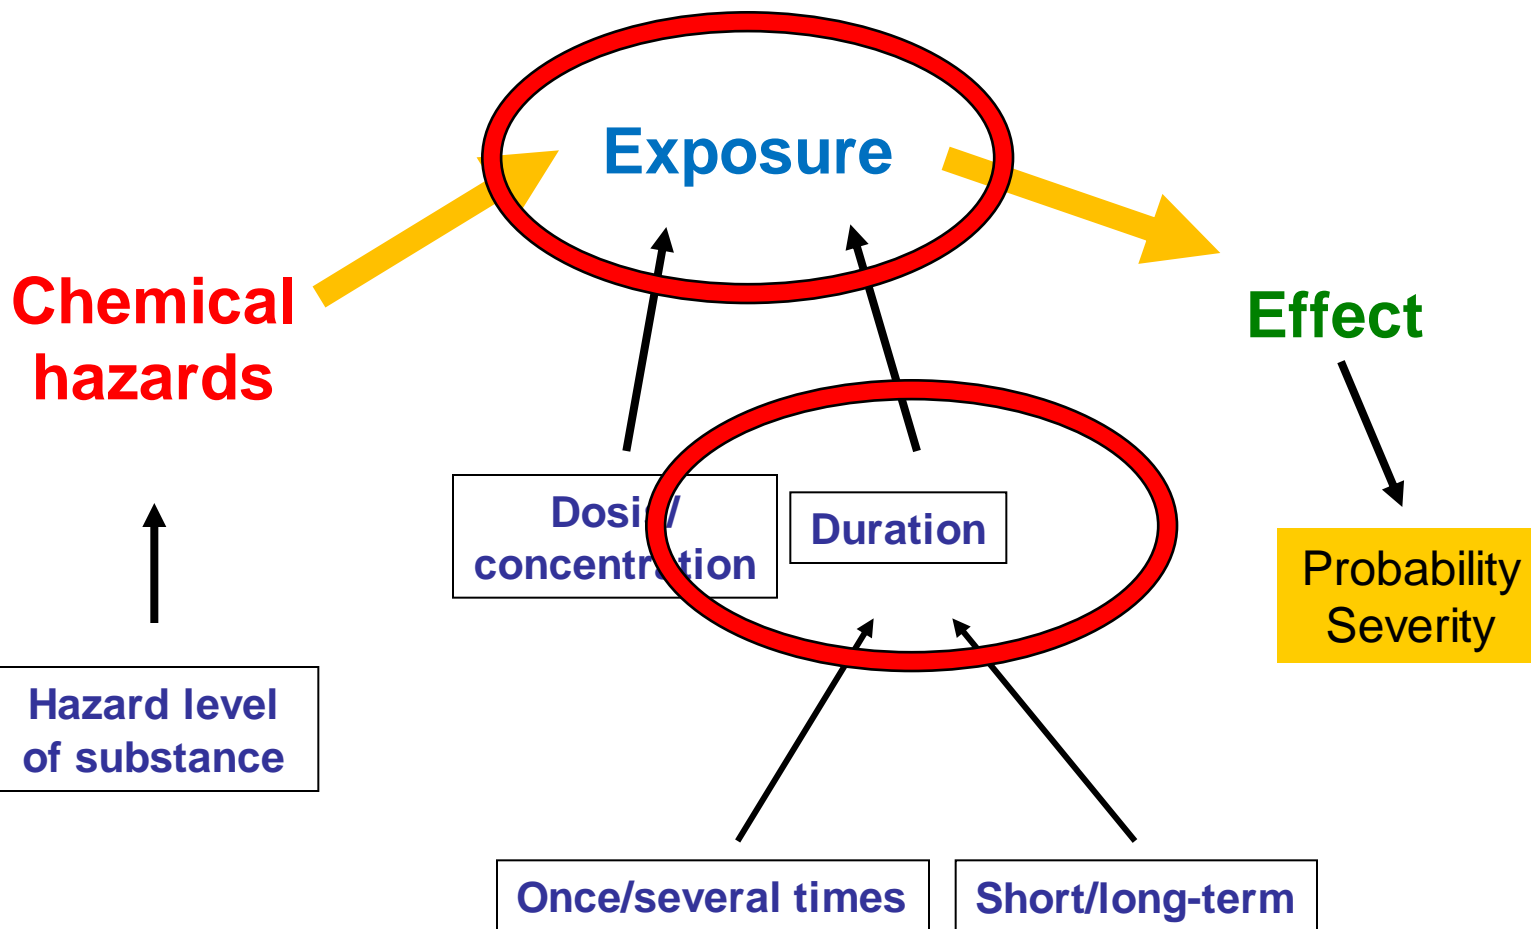 Exposure
Chemical
hazards
Effect
Dosis/
concentration
Duration
Probability
Severity
Hazard level
of substance
Once/several times
Short/long-term